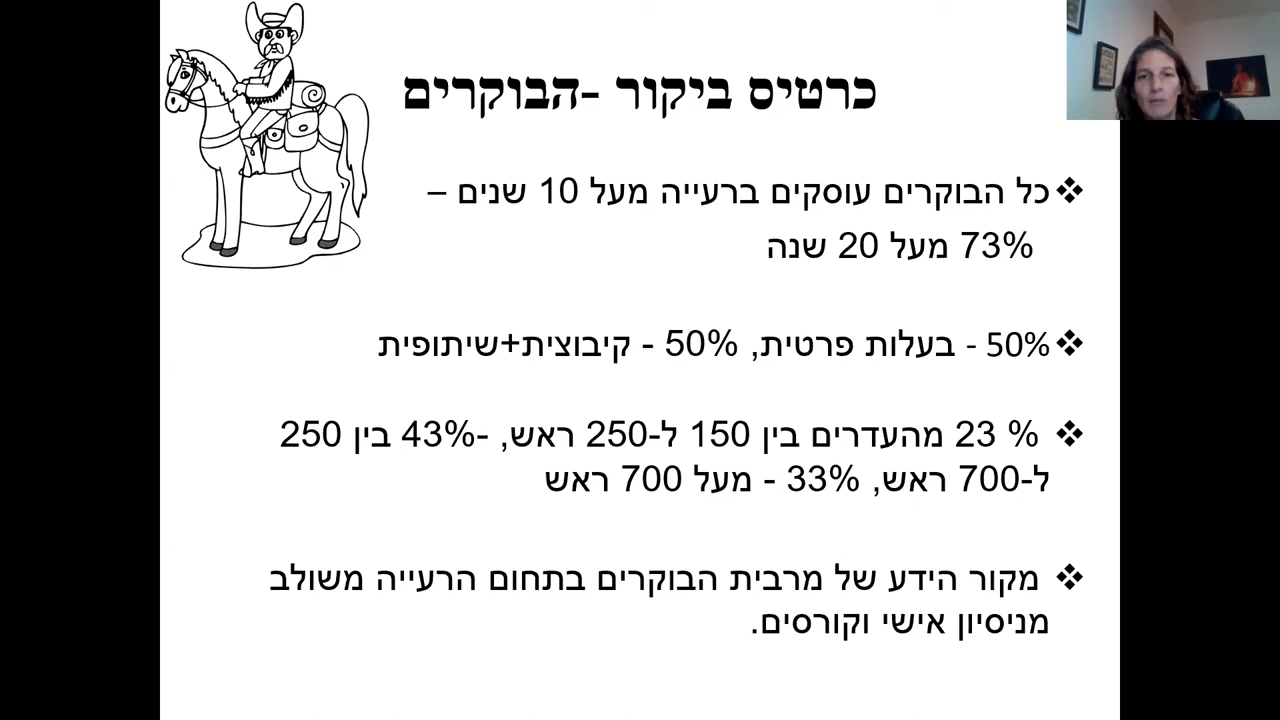 כרטיס ביקור -הבוקרים
❖כל הבוקרים עוסקים ברעייה מעל 10 שנים –
73% מעל 20 שנה
❖50% - בעלות פרטית, 50% - קיבוצית+שיתופית
❖ % 23 מהעדרים בין 150 ל-250 ראש, -43% בין 250
ל-700 ראש, 33% - מעל 700 ראש
❖ מקור הידע של מרבית הבוקרים בתחום הרעייה משולב
מניסיון אישי וקורסים.